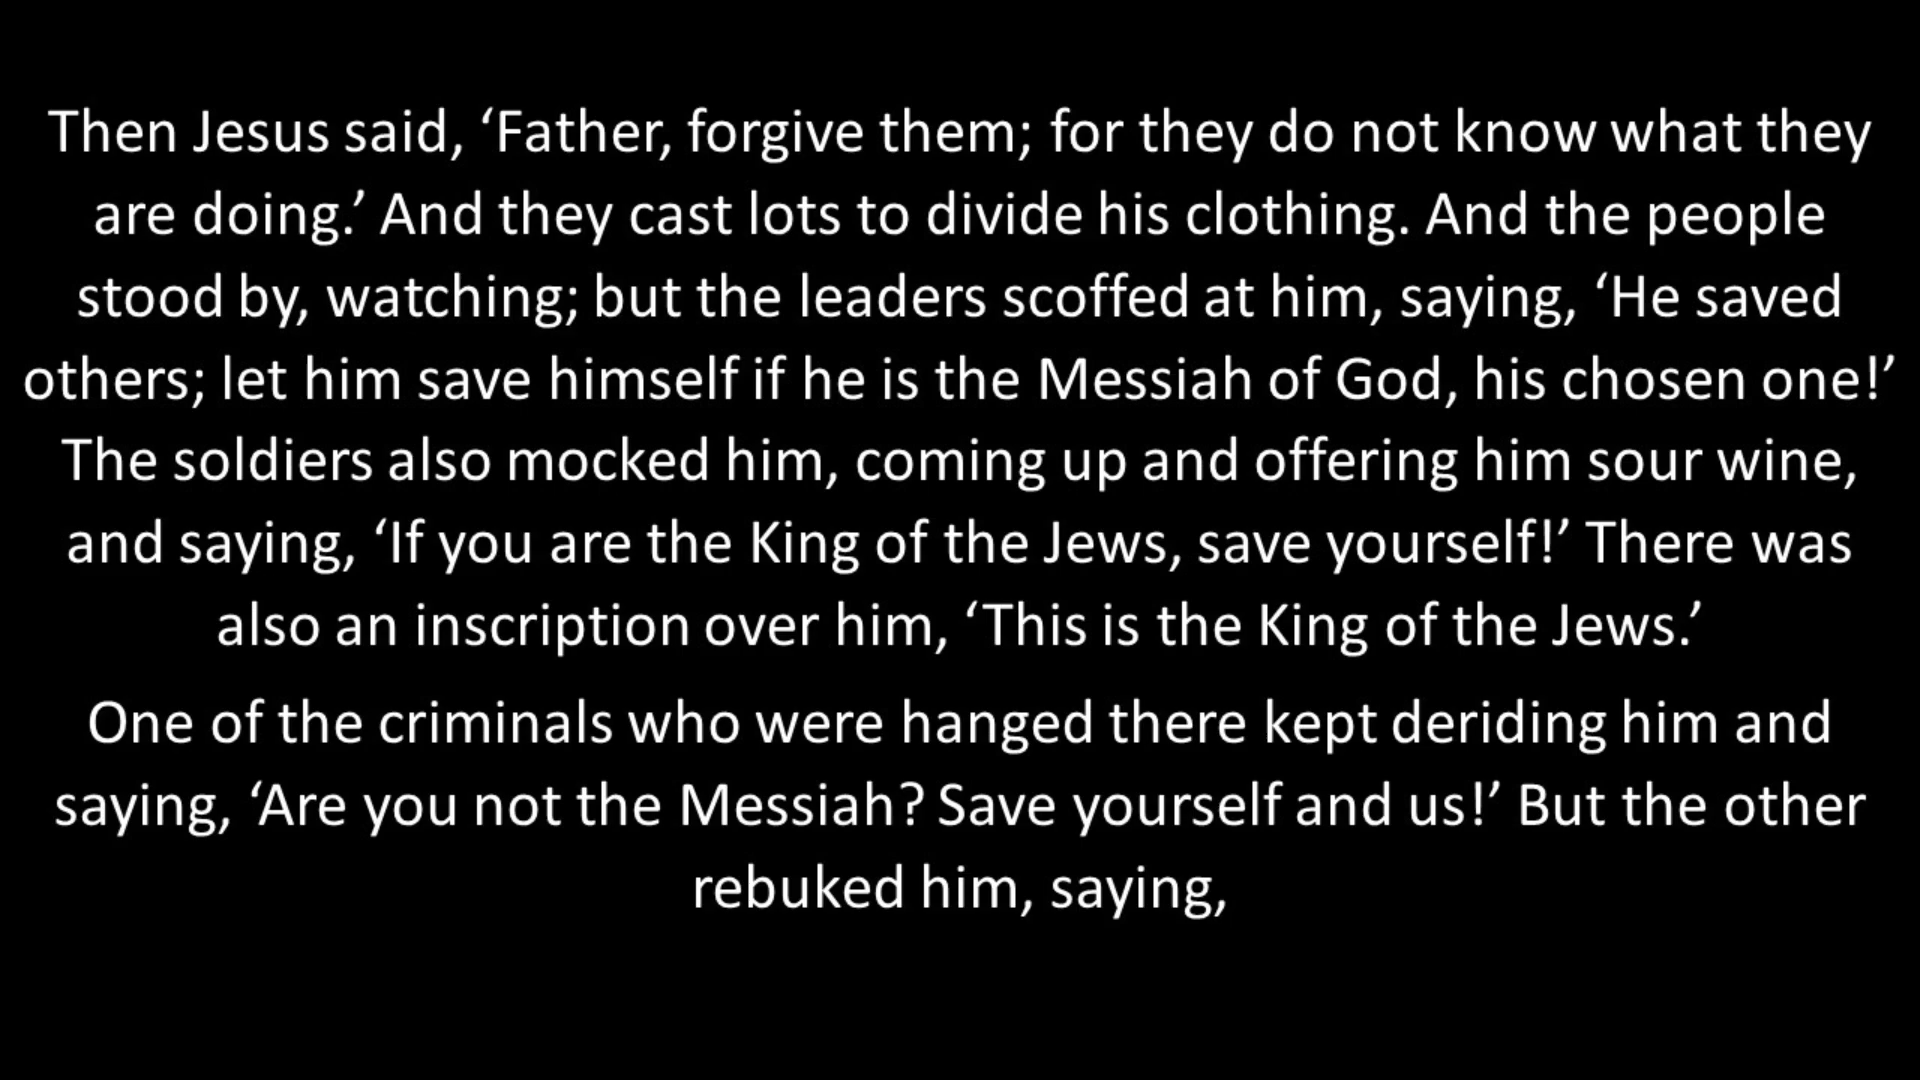 Then Jesus said, ‘Father, forgive them; for they do not know what they
are doing.’ And they cast lots to divide his clothing. And the people
stood by, watching; but the leaders scoffed at him, saying, ‘He saved
others; let him save himself if he is the Messiah of God, his chosen one!’
The soldiers also mocked him, coming up and offering him sour wine,
and saying, ‘If you are the King of the Jews, save yourself!’ There was
also an inscription over him, ‘This is the King of the Jews.’
One of the criminals who were hanged there kept deriding him and
saying, ‘Are you not the Messiah? Save yourself and us!’ But the other
rebuked him, saying,